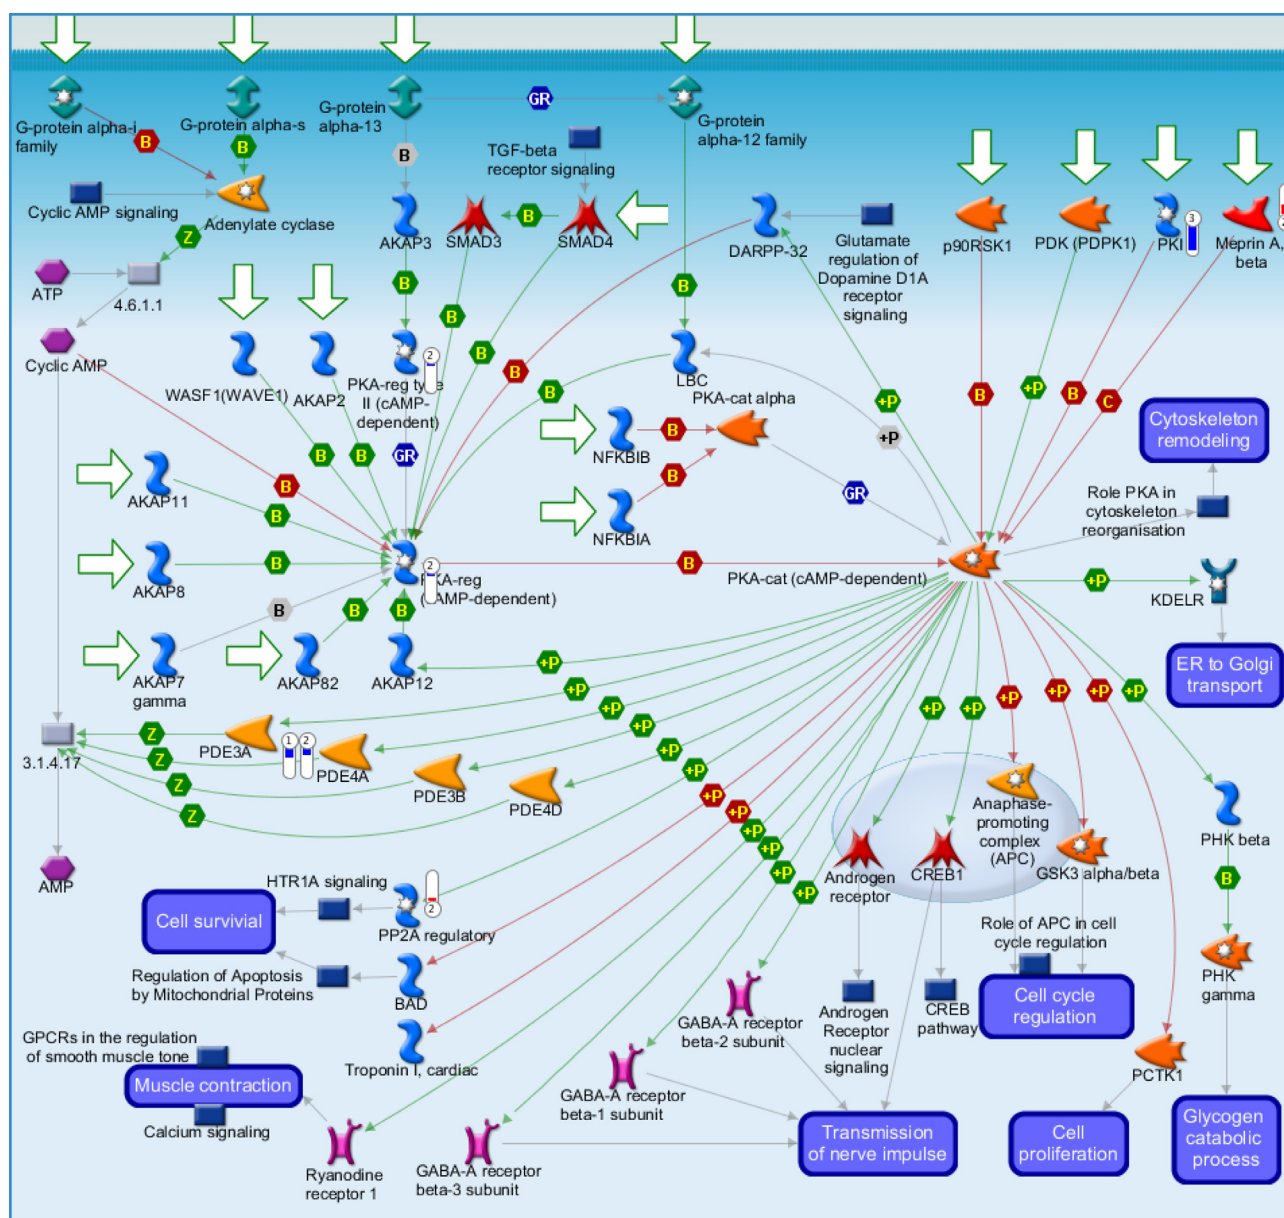 GR
G-protein alpha-i
family
G-protein alpha-s
G-protein
alpha-13
G-protein
alpha-12 family
B
B
B
TGF-beta
receptor signaling
Cyclic AMP signaling
Adenylate cyclase
AKAP3
SMAD3
B
SMAD4
DARPP-32
Glutamate
regulation of
Dopamine D1A
receptor
signaling
p90RSK1
PDK (PDPK1)
PKI
3
Meprin A,
beta
2
Z
ATP
4.6.1.1
B
B
B
B
Cyclic AMP
WASF1(WAVE1)
AKAP2
PKA-reg type
II (cAMP-
dependent)
2
LBC
B
B
+P
B
+P
B
C
PKA-cat alpha
Cytoskeleton
remodeling
NFKBIB
B
+P
B
B
GR
AKAP11
B
B
NFKBIA
B
GR
Role PKA in
cytoskeleton
reorganisation
AKAP8
B
2
PKA-reg
(cAMP-dependent)
B
PKA-cat (cAMP-dependent)
+P
KDELR
B
B
B
AKAP7
gamma
AKAP82
AKAP12
+P
ER to Golgi
transport
+P
+P
+P
+P
+P
+P
+P
+P
+P
3.1.4.17
Z
PDE3A
1
2
PDE4A
PDE3B
PDE4D
Z
Z
Z
+P
+P
+P
+P
+P
+P
+P
+P
AMP
Anaphase-
promoting
complex
(APC)
Androgen
receptor
CREB1
GSK3 alpha/beta
PHK beta
B
HTR1A signaling
2
PP2A regulatory
Cell survivial
Role of APC in cell
cycle regulation
Regulation of Apoptosis
by Mitochondrial Proteins
BAD
PHK
gamma
GABA-A receptor
beta-2 subunit
Androgen
Receptor
nuclear
signaling
CREB
pathway
Cell cycle
regulation
GPCRs in the regulation
of smooth muscle tone
Troponin I, cardiac
Muscle contraction
Calcium signaling
GABA-A receptor
beta-1 subunit
PCTK1
Ryanodine
receptor 1
GABA-A receptor
beta-3 subunit
Transmission
of nerve impulse
Cell
proliferation
Glycogen
catabolic
process